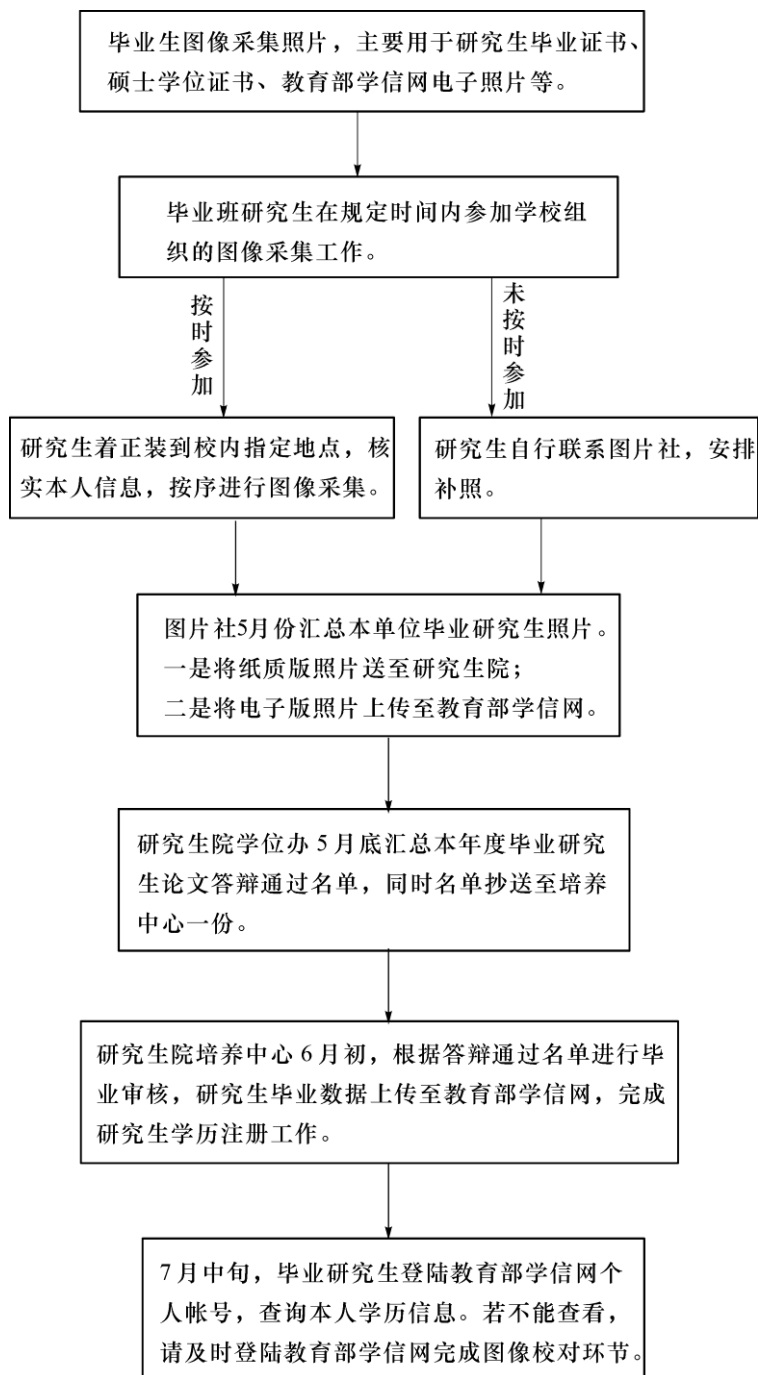 毕业生图像采集照片，主要用于研究生毕业证书、
硕士学位证书、教育部学信网电子照片等。
毕业班研究生在规定时间内参加学校组
织的图像采集工作。
按时参加
未按时参加
研究生着正装到校内指定地点，核
实本人信息，按序进行图像采集。
研究生自行联系图片社，安排
补照。
图片社5月份汇总本单位毕业研究生照片。
一是将纸质版照片送至研究生院；
二是将电子版照片上传至教育部学信网。
研究生院学位办 5 月底汇总本年度毕业研究
生论文答辩通过名单，同时名单抄送至培养
中心一份。
研究生院培养中心 6 月初，根据答辩通过名单进行毕
业审核，研究生毕业数据上传至教育部学信网，完成
研究生学历注册工作。
7 月中旬，毕业研究生登陆教育部学信网个
人帐号，查询本人学历信息。若不能查看，
请及时登陆教育部学信网完成图像校对环节。